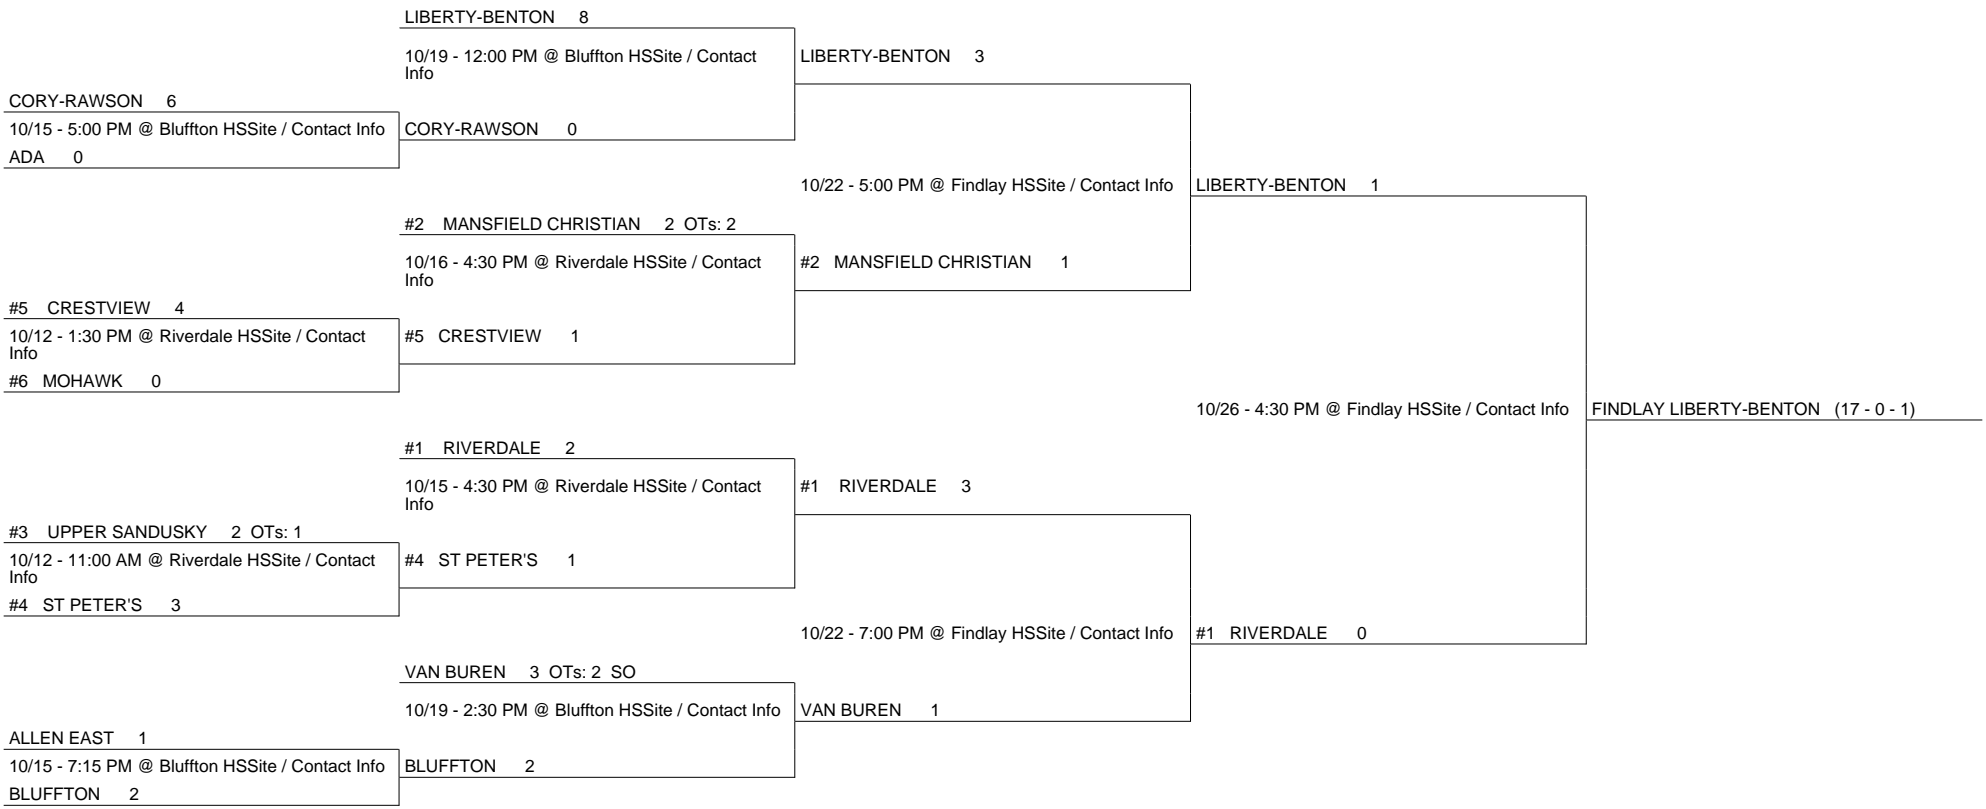 LIBERTY-BENTON 8
10/19 - 12:00 PM @ Bluffton HSSite / Contact
Info
LIBERTY-BENTON 3
CORY-RAWSON 6
10/15 - 5:00 PM @ Bluffton HSSite / Contact Info
CORY-RAWSON 0
ADA 0
10/22 - 5:00 PM @ Findlay HSSite / Contact Info
LIBERTY-BENTON 1
#2 MANSFIELD CHRISTIAN 2 OTs: 2
10/16 - 4:30 PM @ Riverdale HSSite / Contact
Info
#2 MANSFIELD CHRISTIAN 1
#5 CRESTVIEW 4
10/12 - 1:30 PM @ Riverdale HSSite / Contact
Info
#5 CRESTVIEW 1
#6 MOHAWK 0
10/26 - 4:30 PM @ Findlay HSSite / Contact Info
FINDLAY LIBERTY-BENTON (17 - 0 - 1)
#1 RIVERDALE 2
10/15 - 4:30 PM @ Riverdale HSSite / Contact
Info
#1 RIVERDALE 3
#3 UPPER SANDUSKY 2 OTs: 1
10/12 - 11:00 AM @ Riverdale HSSite / Contact
Info
#4 ST PETER'S 1
#4 ST PETER'S 3
10/22 - 7:00 PM @ Findlay HSSite / Contact Info
#1 RIVERDALE 0
VAN BUREN 3 OTs: 2 SO
10/19 - 2:30 PM @ Bluffton HSSite / Contact Info
VAN BUREN 1
ALLEN EAST 1
10/15 - 7:15 PM @ Bluffton HSSite / Contact Info
BLUFFTON 2
BLUFFTON 2